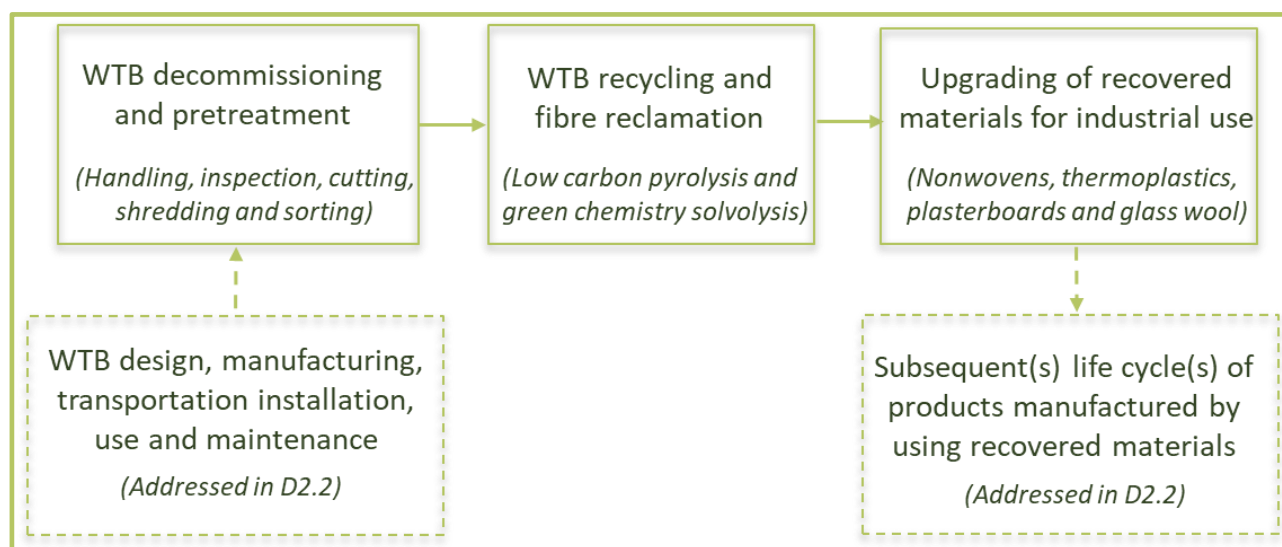 WTB decommissioning
and pretreatment
(Handling, inspection, cutting,
shredding and sorting)
WTB recycling and
fibre reclamation
(Low carbon pyrolysis and
green chemistry solvolysis)
Upgrading of recovered
materials for industrial use
(Nonwovens, thermoplastics,
plasterboards and glass wool)
WTB design, manufacturing,
transportation installation,
use and maintenance
(Addressed in D2.2)
Subsequent(s) life cycle(s) of
products manufactured by
using recovered materials
(Addressed in D2.2)